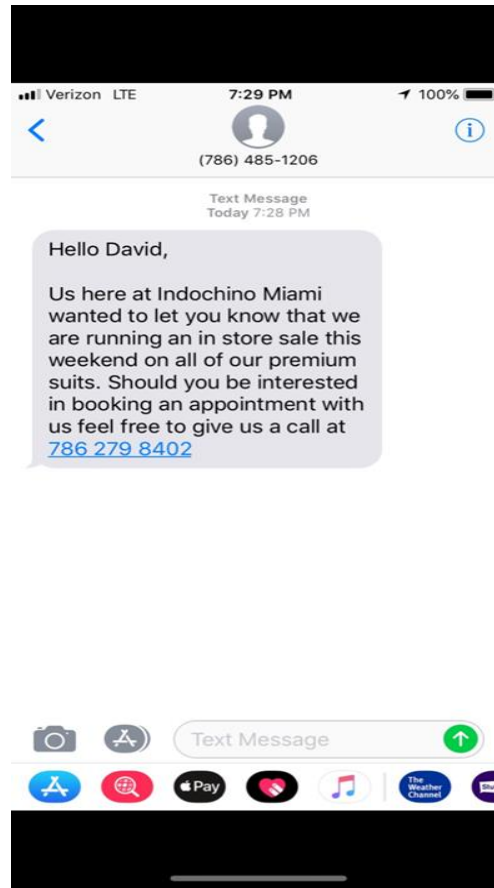 Verizon LTE 7:29 PM 100%
(786) 485-1206
Text Message
Today 7:28 PM
Hello David,
Us here at Indochino Miami
wanted to let you know that we
are running an in store sale this
weekend on all of our premium
suits. Should you be interested
in booking an appointment with
us feel free to give us a call at
786 279 8402
Text Message
Pay
The
Weather
Channel